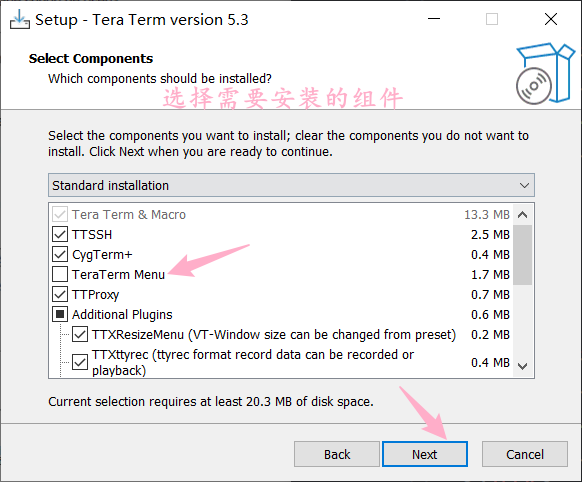 Setup - Tera Term version 5.3
Select Components
Which components should be installed?
选择需要安装的组件
Select the components you want to install; clear the components you do not want to
install. Click Next when you are ready to continue.
Standard installation
Tera Term & Macro 13.3 MB
TTSSH 2.5 MB
CygTerm+ 0.4 MB
TeraTerm Menu 1.7 MB
TTProxy 0.7 MB
Additional Plugins 0.6 MB
TTXResizeMenu (VT-Window size can be changed from preset) 0.2 MB
TTXttyrec (ttyrec format record data can be recorded or
playback) 0.4 MB
Current selection requires at least 20.3 MB of disk space.
Back Next Cancel